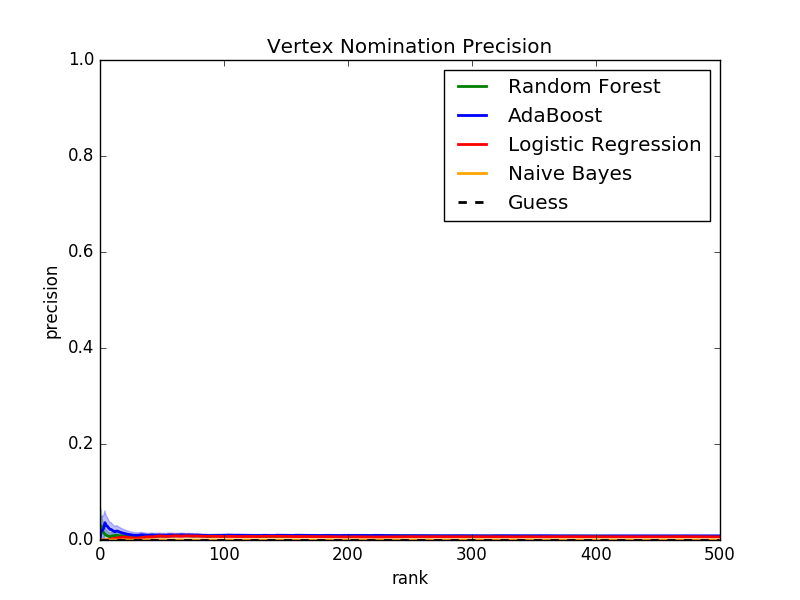 Vertex Nomination Precision
1.0
0.8
0.6
0.4
0.2
0.0
precision
Random Forest
AdaBoost
Logistic Regression
Naive Bayes
Guess
0 100 200 300 400 500
rank